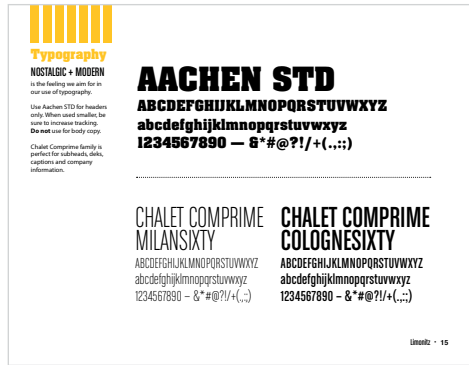 Typography
NOSTALGIC + MODERN
is the feeling we aim for in
our use of typography.
Use Aachen STD for headers
only. When used smaller, be
sure to increase tracking.
Do not use for body copy.
Chalet Comprime family is
perfect for subheads, deks,
captions and company
information.
AACHEN STD
ABCDEFGHIJKLMNOPQRSTUVWXYZ
abcdefghijklmnopqrstuvwxyz
1234567890 — &*#@?!/+(.,:;)
CHALET COMPRIME
MILANSIXTY
ABCDEFGHIJKLMNOPQRSTUVWXYZ
abcdefghijklmnopqrstuvwxyz
1234567890 – &*#@?!/+(.,:;)
CHALET COMPRIME
COLOGNESIXTY
ABCDEFGHIJKLMNOPQRSTUVWXYZ
abcdefghijklmnopqrstuvwxyz
1234567890 – &*#@?!/+(.,:;)
Limonitz • 15